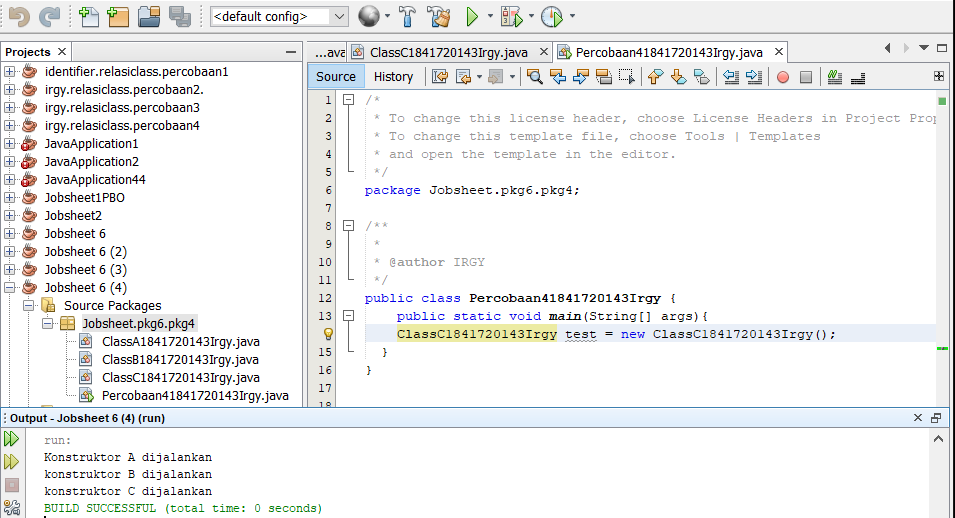 <default config>
Projects
identifier.relasiclass.percobaan1
irgy.relasiclass.percobaan2.
irgy.relasiclass.percobaan3
irgy.relasiclass.percobaan4
JavaApplication1
JavaApplication2
JavaApplication44
Jobsheet1PBO
Jobsheet2
Jobsheet 6
Jobsheet 6 (2)
Jobsheet 6 (3)
Jobsheet 6 (4)
Source Packages
Jobsheet.pkg6.pkg4
ClassA1841720143Irgy.java
ClassB1841720143Irgy.java
ClassC1841720143Irgy.java
Percobaan41841720143Irgy.java
...ava ClassC1841720143Irgy.java Percobaan41841720143Irgy.java
Source History
1 /*
2 * To change this license header, choose License Headers in Project Prop
3 * To change this template file, choose Tools | Templates
4 * and open the template in the editor.
5 */
6 package Jobsheet.pkg6.pkg4;
7
8 /**
9 *
10 * @author IRGY
11 */
12 public class Percobaan41841720143Irgy {
13 public static void main(String[] args){
ClassC1841720143Irgy test = new ClassC1841720143Irgy();
15 }
16 }
17
18
Output - Jobsheet 6 (4) (run)
run:
Konstruktor A dijalankan
konstruktor B dijalankan
konstruktor C dijalankan
BUILD SUCCESSFUL (total time: 0 seconds)